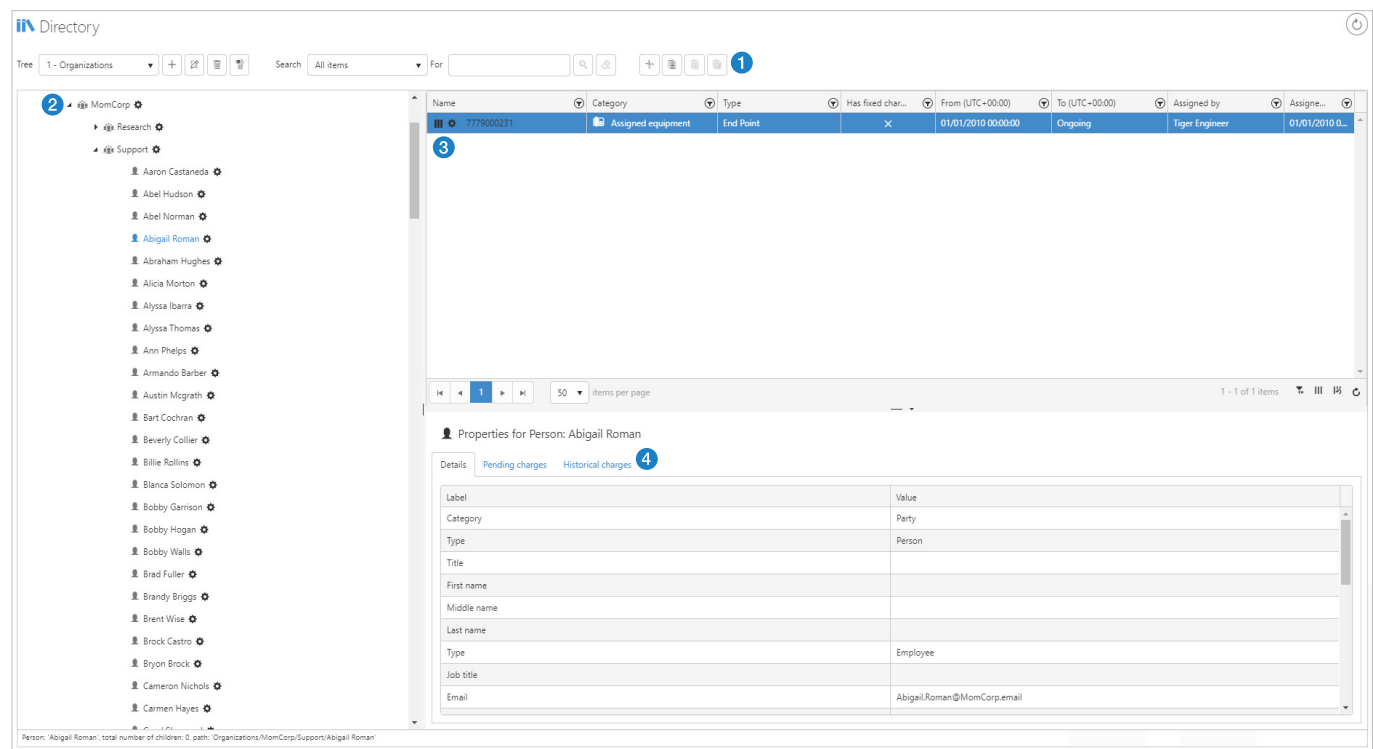 Directory
Tree 1 - Organizations Search All items For 1
2 MomCorp
Research
Support
Aaron Castaneda
Abel Hudson
Abel Norman
Abigail Roman
Abraham Hughes
Alicia Morton
Alyssa Ibarra
Alyssa Thomas
Ann Phelps
Armando Barber
Austin Mcgrath
Bart Cochran
Beverly Collier
Billie Rollins
Blanca Solomon
Bobby Garrison
Bobby Hogan
Bobby Walls
Brad Fuller
Brandy Briggs
Brent Wise
Brock Castro
Bryon Brock
Cameron Nichols
Carmen Hayes
Name Category Type Has fixed char... From (UTC+00:00) To (UTC+00:00) Assigned by Assigne...
7779000231 Assigned equipment End Point 01/01/2010 00:00:00 Ongoing Tiger Engineer 01/01/2010 0...
3
1 50 items per page 1 - 1 of 1 items
Properties for Person: Abigail Roman
Details Pending charges Historical charges 4
Label Value
Category Party
Type Person
Title
First name
Middle name
Last name
Type Employee
Job title
Email Abigail.Roman@MomCorp.email
Person: 'Abigail Roman', total number of children: 0, path: 'Organizations/MomCorp/Support/Abigail Roman'